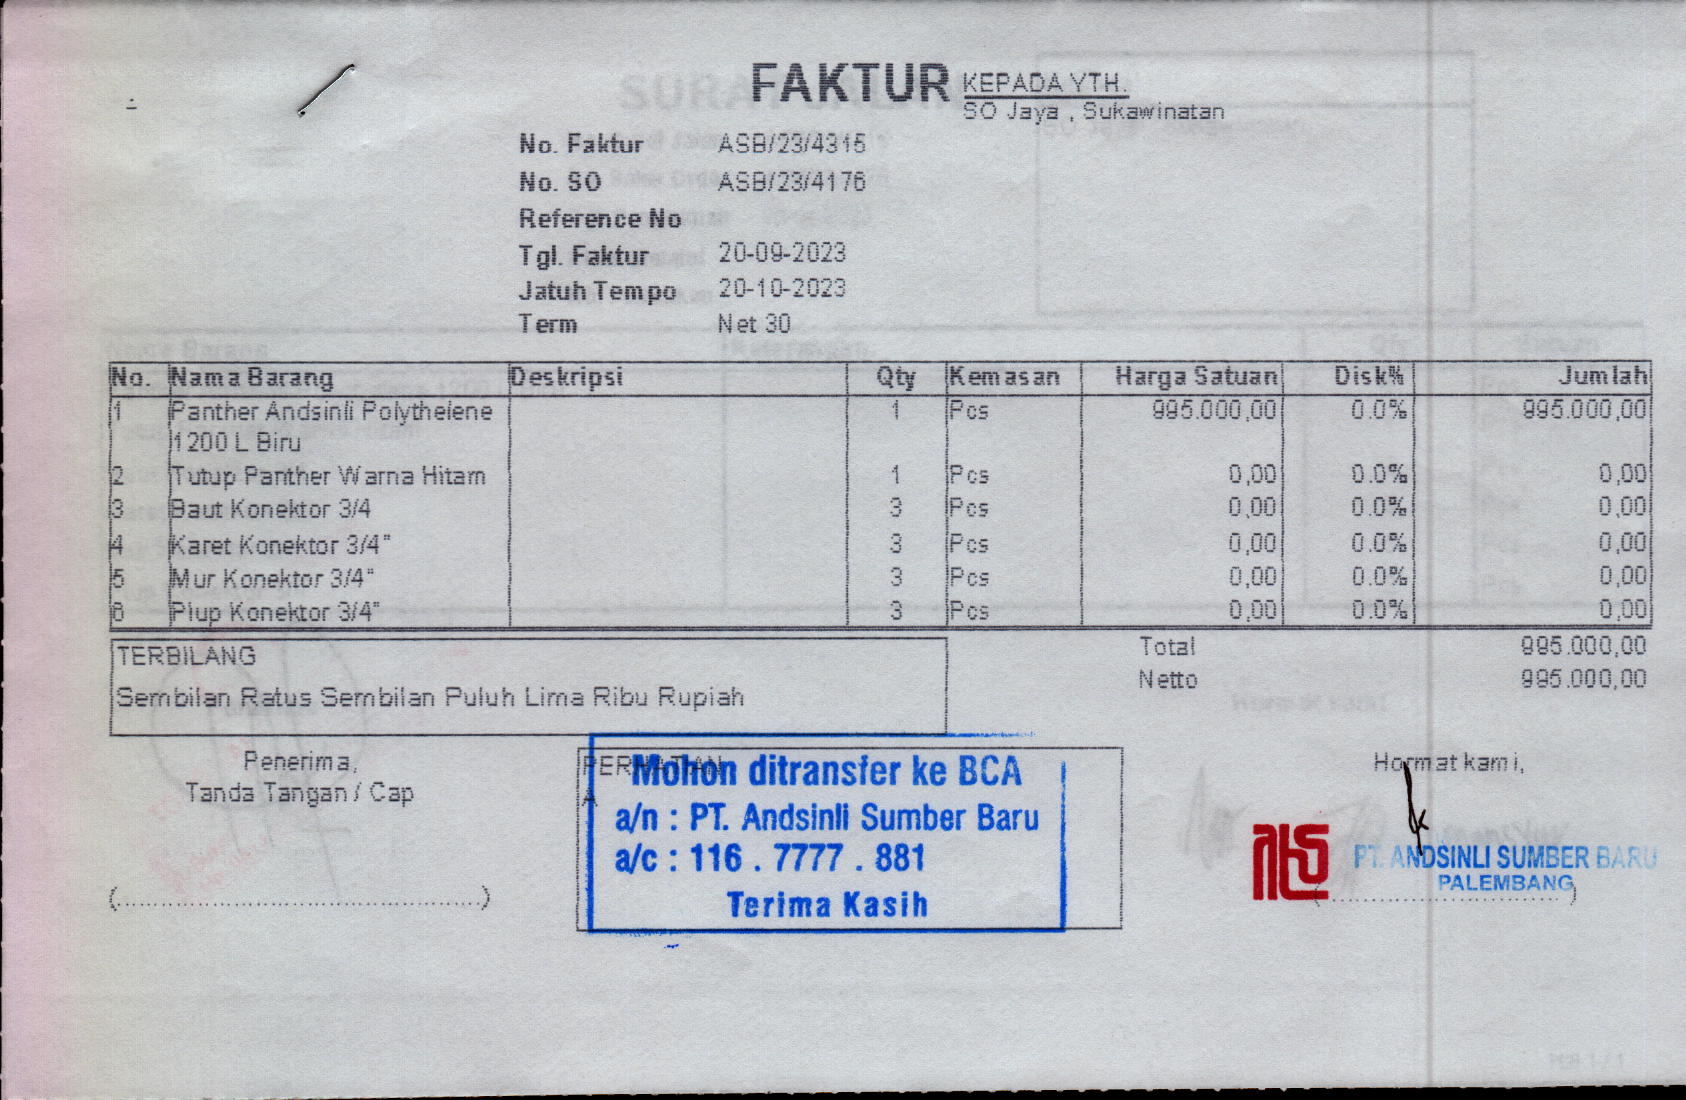 FAKTUR
KEPADA YTH.
SO Jaya , Sukawinatan
No. Faktur ASB/23/4315
No. SO ASB/23/4176
Reference No
Tgl. Faktur 20-09-2023
Jatuh Tempo 20-10-2023
Term Net 30
No. Nama Barang Deskripsi Qty Kemasan Harga Satuan Disk% Jumlah
1 Panther Andsinli Polythelene 1 Pcs 995.000,00 0.0% 995.000,00
1200 L Biru
2 Tutup Panther Warna Hitam 1 Pcs 0,00 0.0% 0,00
3 Baut Konektor 3/4 3 Pcs 0,00 0.0% 0,00
4 Karet Konektor 3/4" 3 Pcs 0,00 0.0% 0,00
5 Mur Konektor 3/4" 3 Pcs 0,00 0.0% 0,00
6 Plup Konektor 3/4" 3 Pcs 0,00 0.0% 0,00
Total 995.000,00
Netto 995.000,00
TERBILANG
Sembilan Ratus Sembilan Puluh Lima Ribu Rupiah
Penerima,
Tanda Tangan / Cap
(....................................................)
PERHATIAN
Mohon ditransfer ke BCA
a/n : PT. Andsinli Sumber Baru
a/c : 116 . 7777 . 881
Terima Kasih
Hormat kami,
PT. ANDSINLI SUMBER BARU
PALEMBANG